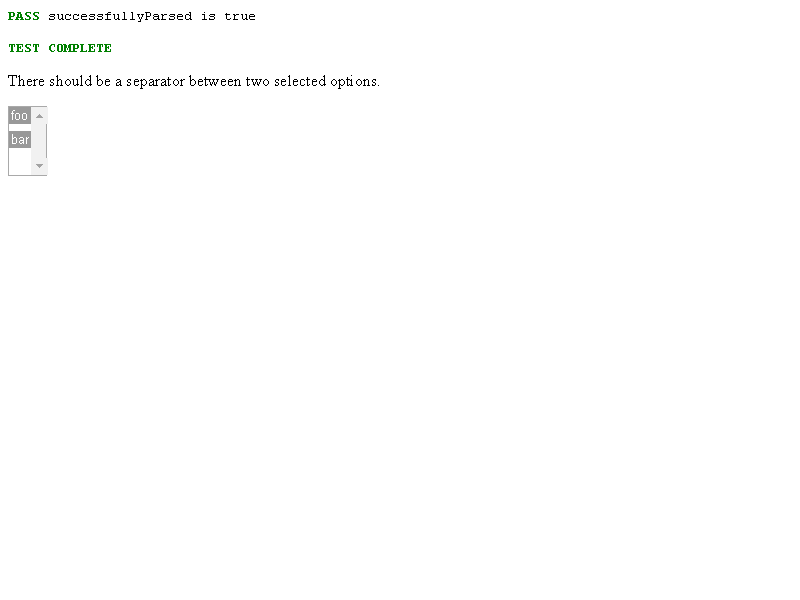 PASS successfullyParsed is true
TEST COMPLETE
There should be a separator between two selected options.
foo
bar